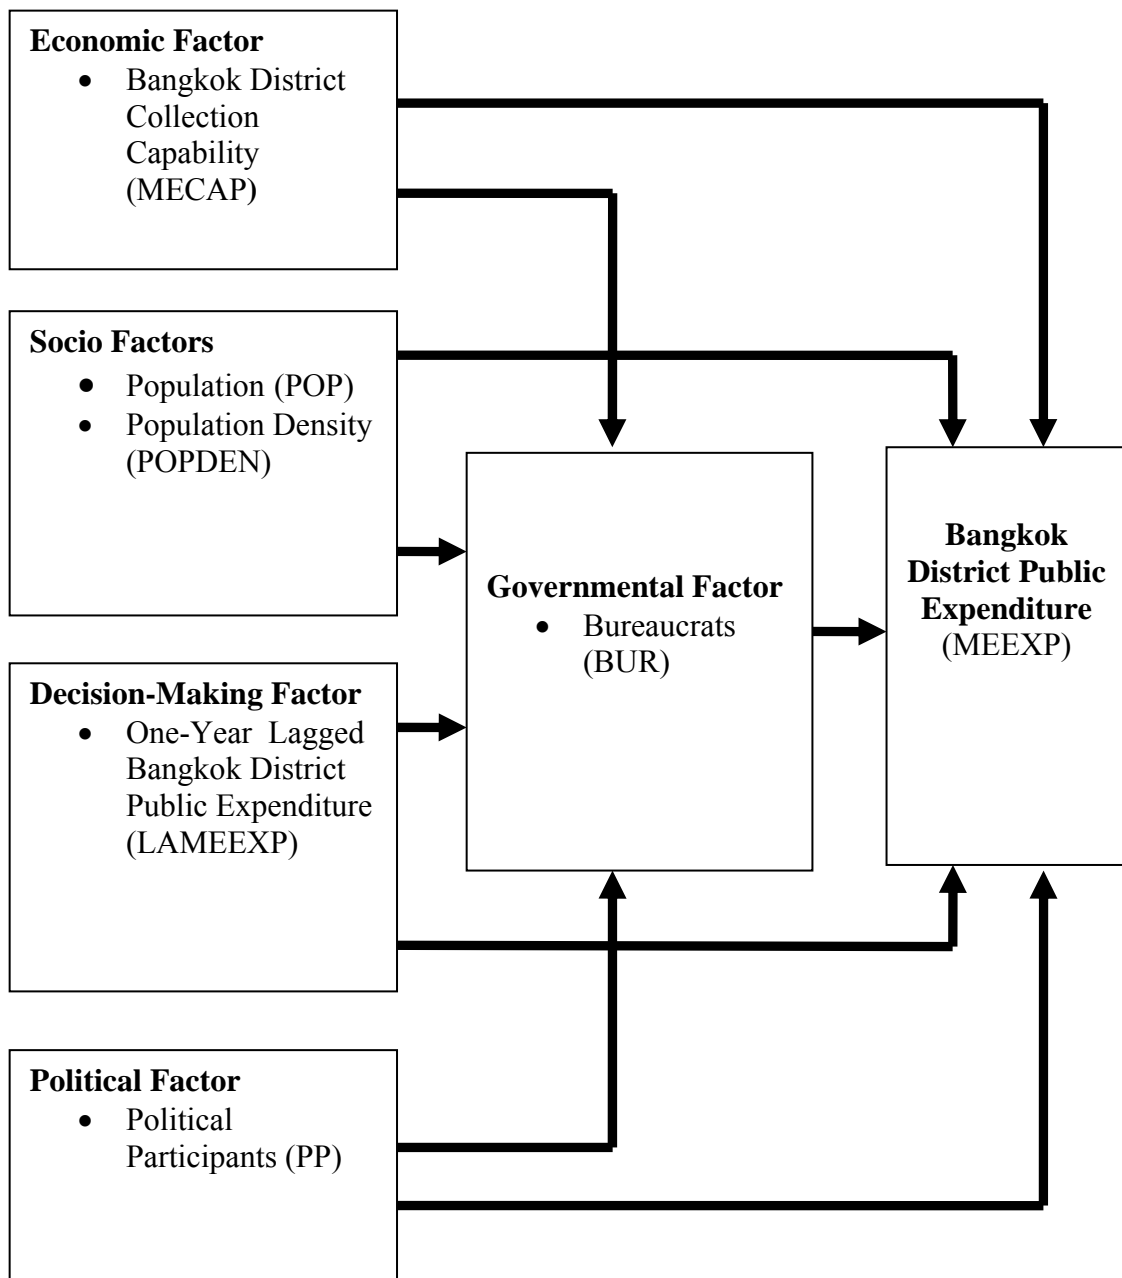 Economic Factor
• Bangkok District
Collection
Capability
(MECAP)
Socio Factors
• Population (POP)
• Population Density
(POPDEN)
Decision-Making Factor
• One-Year Lagged
Bangkok District
Public Expenditure
(LAMEEXP)
Political Factor
• Political
Participants (PP)
Governmental Factor
• Bureaucrats
(BUR)
Bangkok
District Public
Expenditure
(MEEXP)